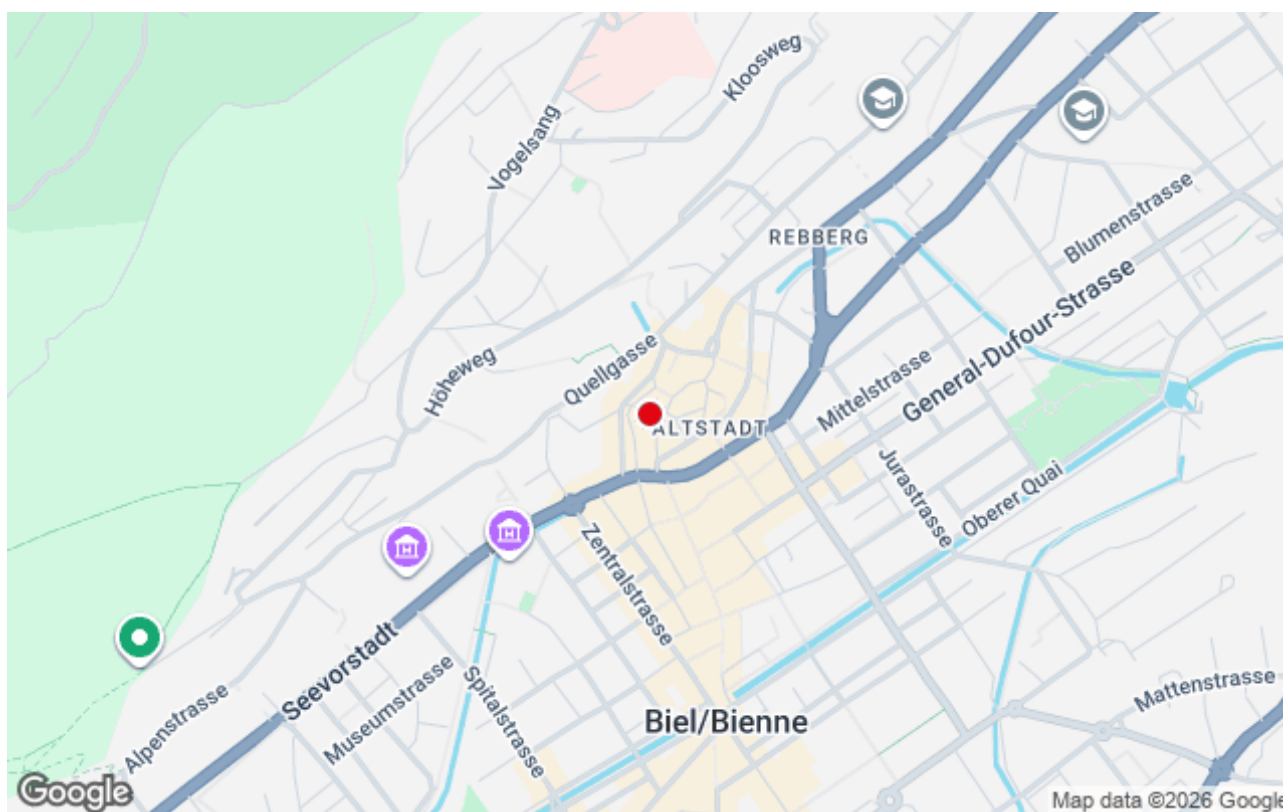 Kloosweg
Vogelsang
REBBERG
Blumenstrasse
General-Dufour-Strasse
Höheweg
Quellgasse
Mittelstrasse
ALTSTADT
Jurastrasse
Oberer Quai
Zentralstrasse
Seevorstadt
Museumstrasse
Spitalstrasse
Alpenstrasse
Mattenstrasse
Biel/Bienne
Google
Map data ©2026 Google